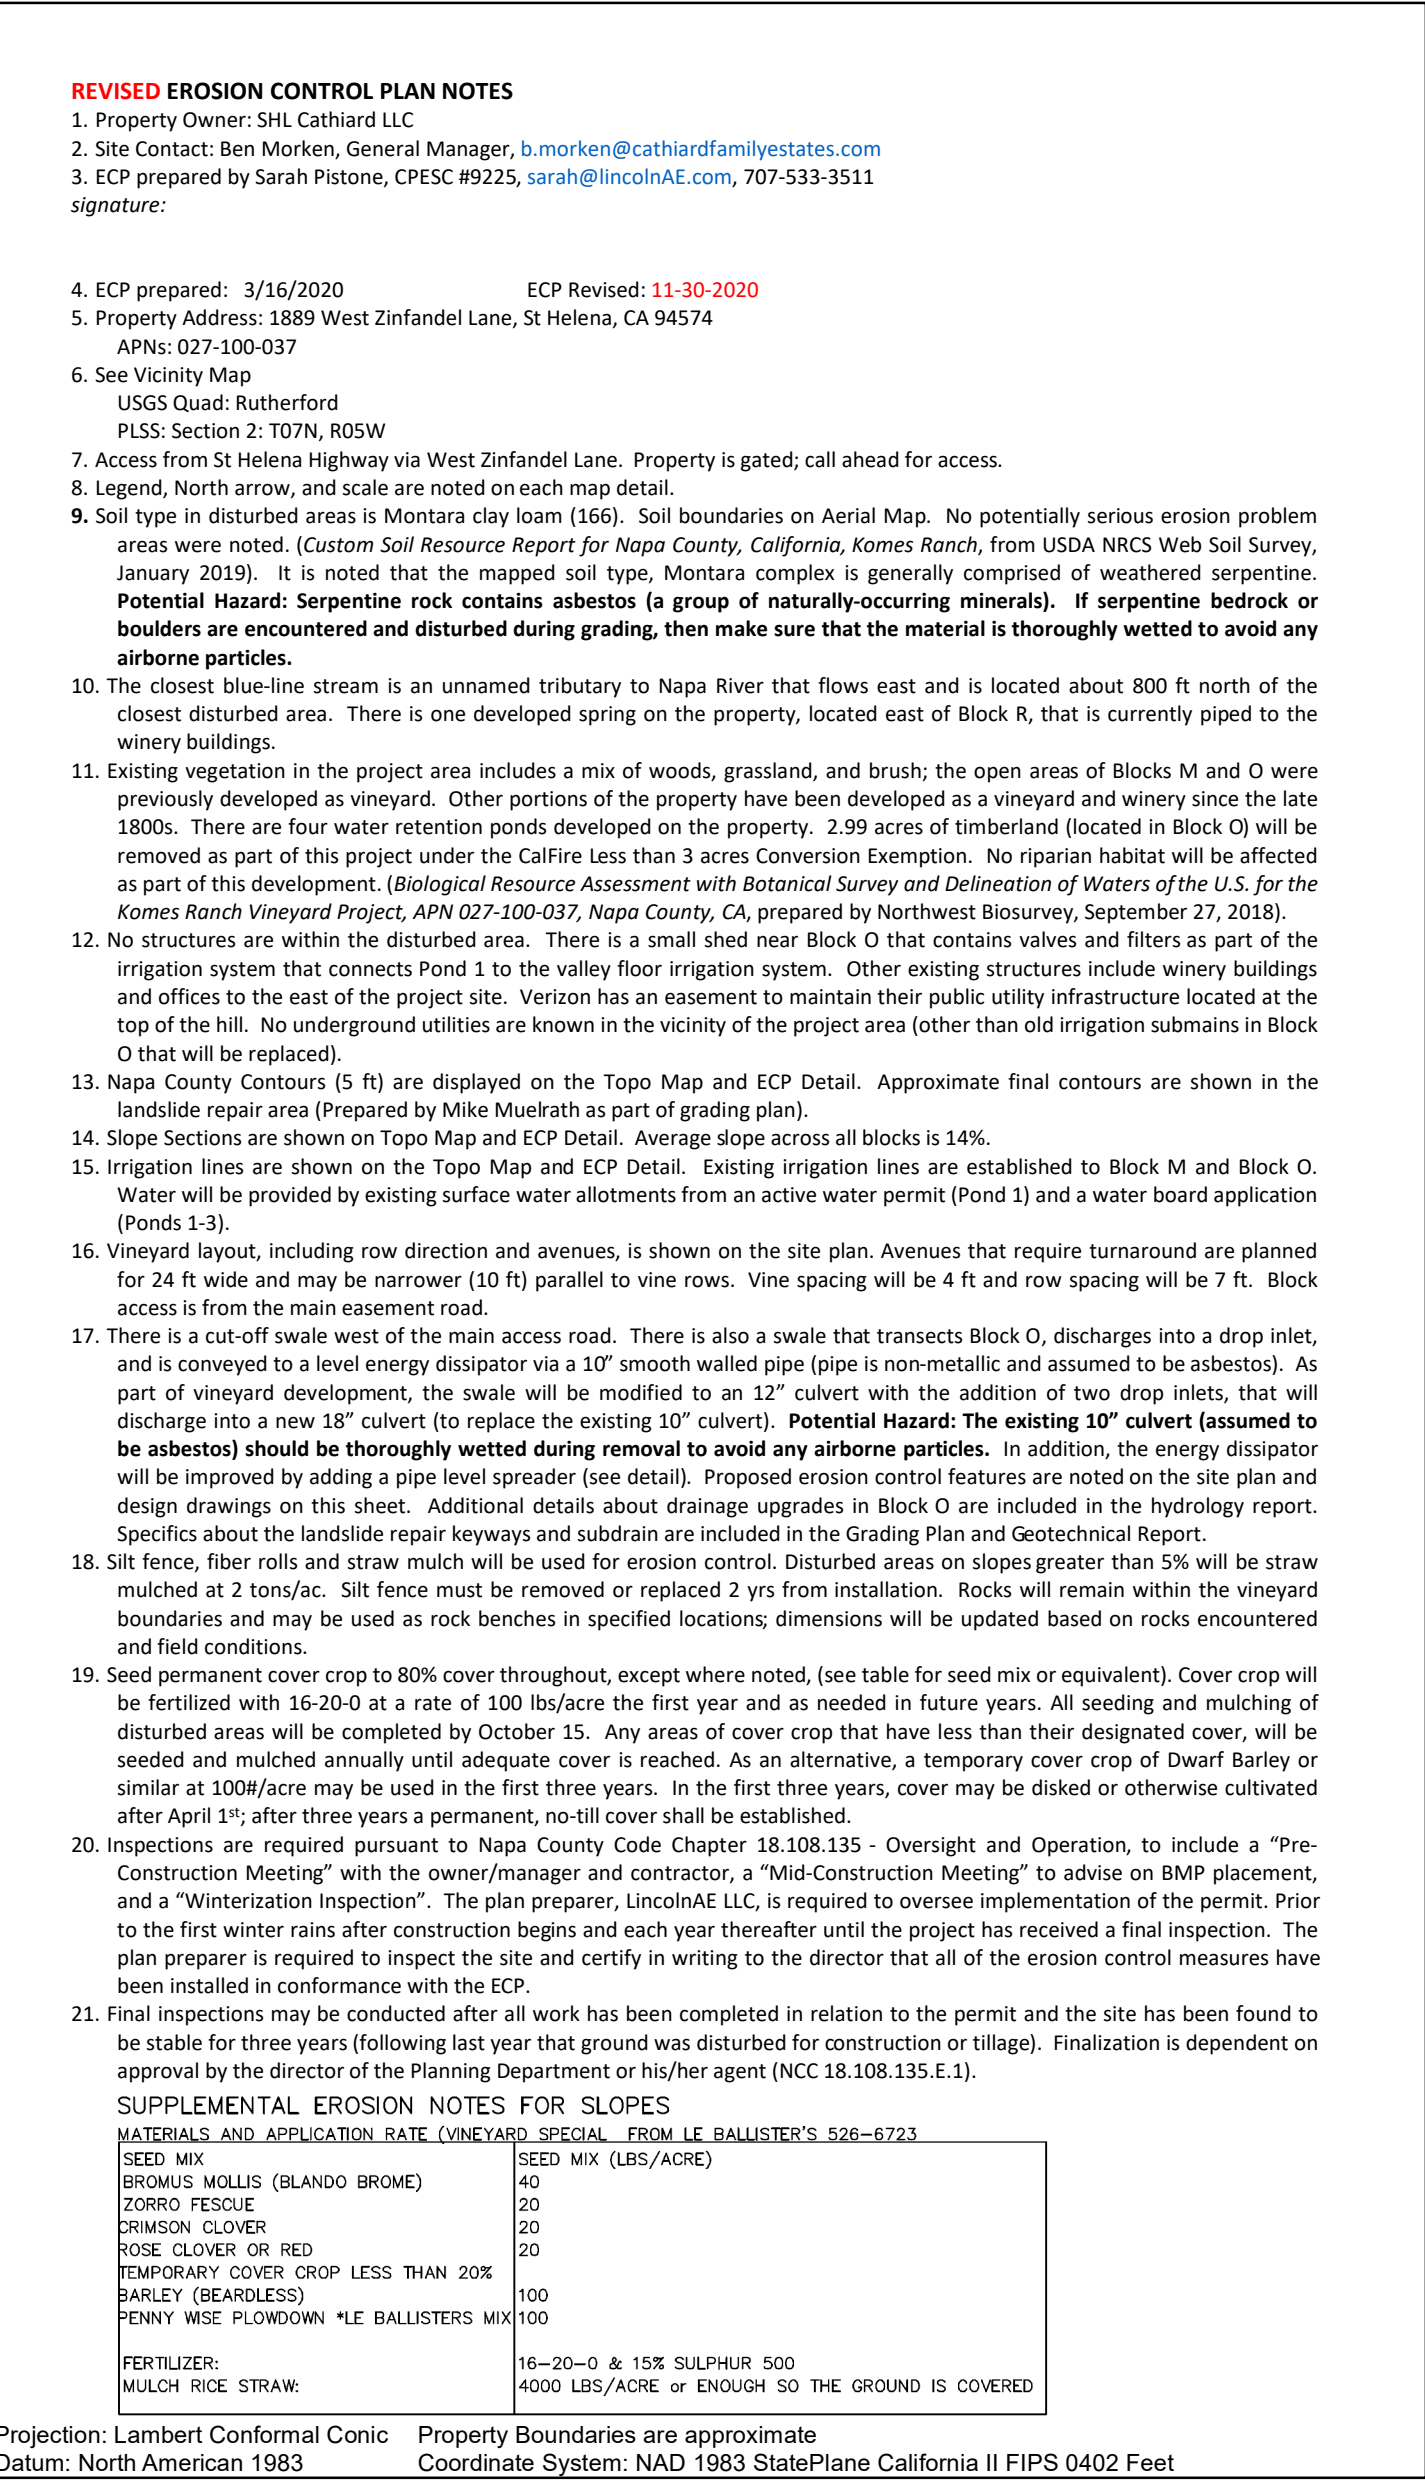 REVISED EROSION CONTROL PLAN NOTES
1. Property Owner: SHL Cathiard LLC
2. Site Contact: Ben Morken, General Manager, b.morken@cathiardfamilyestates.com
3. ECP prepared by Sarah Pistone, CPESC #9225, sarah@lincolnAE.com, 707-533-3511
signature:
4. ECP prepared: 3/16/2020 ECP Revised: 11-30-2020
5. Property Address: 1889 West Zinfandel Lane, St Helena, CA 94574
APNs: 027-100-037
6. See Vicinity Map
USGS Quad: Rutherford
PLSS: Section 2: T07N, R05W
7. Access from St Helena Highway via West Zinfandel Lane. Property is gated; call ahead for access.
8. Legend, North arrow, and scale are noted on each map detail.
9. Soil type in disturbed areas is Montara clay loam (166). Soil boundaries on Aerial Map. No potentially serious erosion problem
areas were noted. (Custom Soil Resource Report for Napa County, California, Komes Ranch, from USDA NRCS Web Soil Survey,
January 2019). It is noted that the mapped soil type, Montara complex is generally comprised of weathered serpentine.
Potential Hazard: Serpentine rock contains asbestos (a group of naturally-occurring minerals). If serpentine bedrock or
boulders are encountered and disturbed during grading, then make sure that the material is thoroughly wetted to avoid any
airborne particles.
10. The closest blue-line stream is an unnamed tributary to Napa River that flows east and is located about 800 ft north of the
closest disturbed area. There is one developed spring on the property, located east of Block R, that is currently piped to the
winery buildings.
11. Existing vegetation in the project area includes a mix of woods, grassland, and brush; the open areas of Blocks M and O were
previously developed as vineyard. Other portions of the property have been developed as a vineyard and winery since the late
1800s. There are four water retention ponds developed on the property. 2.99 acres of timberland (located in Block O) will be
removed as part of this project under the CalFire Less than 3 acres Conversion Exemption. No riparian habitat will be affected
as part of this development. (Biological Resource Assessment with Botanical Survey and Delineation of Waters of the U.S. for the
Komes Ranch Vineyard Project, APN 027-100-037, Napa County, CA, prepared by Northwest Biosurvey, September 27, 2018).
12. No structures are within the disturbed area. There is a small shed near Block O that contains valves and filters as part of the
irrigation system that connects Pond 1 to the valley floor irrigation system. Other existing structures include winery buildings
and offices to the east of the project site. Verizon has an easement to maintain their public utility infrastructure located at the
top of the hill. No underground utilities are known in the vicinity of the project area (other than old irrigation submains in Block
O that will be replaced).
13. Napa County Contours (5 ft) are displayed on the Topo Map and ECP Detail. Approximate final contours are shown in the
landslide repair area (Prepared by Mike Muelrath as part of grading plan).
14. Slope Sections are shown on Topo Map and ECP Detail. Average slope across all blocks is 14%.
15. Irrigation lines are shown on the Topo Map and ECP Detail. Existing irrigation lines are established to Block M and Block O.
Water will be provided by existing surface water allotments from an active water permit (Pond 1) and a water board application
(Ponds 1-3).
16. Vineyard layout, including row direction and avenues, is shown on the site plan. Avenues that require turnaround are planned
for 24 ft wide and may be narrower (10 ft) parallel to vine rows. Vine spacing will be 4 ft and row spacing will be 7 ft. Block
access is from the main easement road.
17. There is a cut-off swale west of the main access road. There is also a swale that transects Block O, discharges into a drop inlet,
and is conveyed to a level energy dissipator via a 10” smooth walled pipe (pipe is non-metallic and assumed to be asbestos). As
part of vineyard development, the swale will be modified to an 12” culvert with the addition of two drop inlets, that will
discharge into a new 18” culvert (to replace the existing 10” culvert). Potential Hazard: The existing 10” culvert (assumed to
be asbestos) should be thoroughly wetted during removal to avoid any airborne particles. In addition, the energy dissipator
will be improved by adding a pipe level spreader (see detail). Proposed erosion control features are noted on the site plan and
design drawings on this sheet. Additional details about drainage upgrades in Block O are included in the hydrology report.
Specifics about the landslide repair keyways and subdrain are included in the Grading Plan and Geotechnical Report.
18. Silt fence, fiber rolls and straw mulch will be used for erosion control. Disturbed areas on slopes greater than 5% will be straw
mulched at 2 tons/ac. Silt fence must be removed or replaced 2 yrs from installation. Rocks will remain within the vineyard
boundaries and may be used as rock benches in specified locations; dimensions will be updated based on rocks encountered
and field conditions.
19. Seed permanent cover crop to 80% cover throughout, except where noted, (see table for seed mix or equivalent). Cover crop will
be fertilized with 16-20-0 at a rate of 100 lbs/acre the first year and as needed in future years. All seeding and mulching of
disturbed areas will be completed by October 15. Any areas of cover crop that have less than their designated cover, will be
seeded and mulched annually until adequate cover is reached. As an alternative, a temporary cover crop of Dwarf Barley or
similar at 100#/acre may be used in the first three years. In the first three years, cover may be disked or otherwise cultivated
after April 1st; after three years a permanent, no-till cover shall be established.
20. Inspections are required pursuant to Napa County Code Chapter 18.108.135 - Oversight and Operation, to include a “Pre-
Construction Meeting” with the owner/manager and contractor, a “Mid-Construction Meeting” to advise on BMP placement,
and a “Winterization Inspection”. The plan preparer, LincolnAE LLC, is required to oversee implementation of the permit. Prior
to the first winter rains after construction begins and each year thereafter until the project has received a final inspection. The
plan preparer is required to inspect the site and certify in writing to the director that all of the erosion control measures have
been installed in conformance with the ECP.
21. Final inspections may be conducted after all work has been completed in relation to the permit and the site has been found to
be stable for three years (following last year that ground was disturbed for construction or tillage). Finalization is dependent on
approval by the director of the Planning Department or his/her agent (NCC 18.108.135.E.1).
SUPPLEMENTAL EROSION NOTES FOR SLOPES
MATERIALS AND APPLICATION RATE (VINEYARD SPECIAL FROM LE BALLISTER'S 526-6723
SEED MIX SEED MIX (LBS/ACRE)
BROMUS MOLLIS (BLANDO BROME) 40
ZORRO FESCUE 20
CRIMSON CLOVER 20
ROSE CLOVER OR RED 20
TEMPORARY COVER CROP LESS THAN 20%
BARLEY (BEARDLESS) 100
PENNY WISE PLOWDOWN *LE BALLISTERS MIX 100
FERTILIZER: 16-20-0 & 15% SULPHUR 500
MULCH RICE STRAW: 4000 LBS/ACRE or ENOUGH SO THE GROUND IS COVERED
Projection: Lambert Conformal Conic Property Boundaries are approximate
Datum: North American 1983 Coordinate System: NAD 1983 StatePlane California II FIPS 0402 Feet